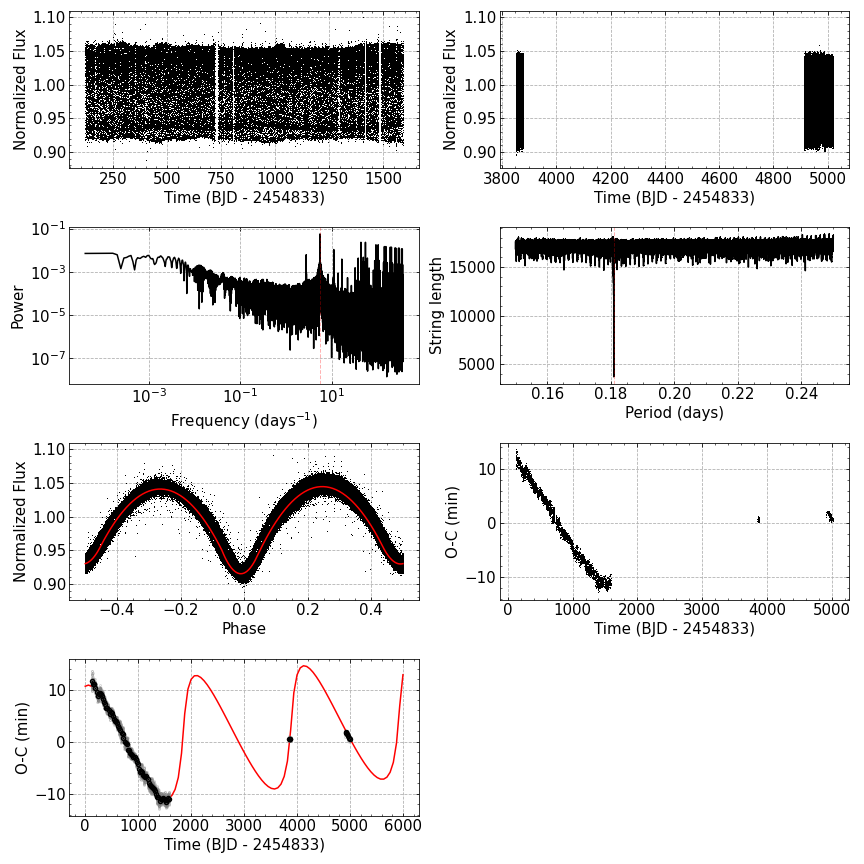 1.10
1.05
1.00
0.95
0.90
Normalized Flux
250 500 750 1000 1250 1500
Time (BJD - 2454833)
1.10
1.05
1.00
0.95
0.90
Normalized Flux
3800 4000 4200 4400 4600 4800 5000
Time (BJD - 2454833)
10⁻¹
10⁻³
10⁻⁵
10⁻⁷
Power
10⁻³ 10⁻¹ 10¹
Frequency (days⁻¹)
15000
10000
5000
String length
0.16 0.18 0.20 0.22 0.24
Period (days)
1.10
1.05
1.00
0.95
0.90
Normalized Flux
−0.4 −0.2 0.0 0.2 0.4
Phase
10
0
−10
O-C (min)
0 1000 2000 3000 4000 5000
Time (BJD - 2454833)
10
0
−10
O-C (min)
0 1000 2000 3000 4000 5000 6000
Time (BJD - 2454833)